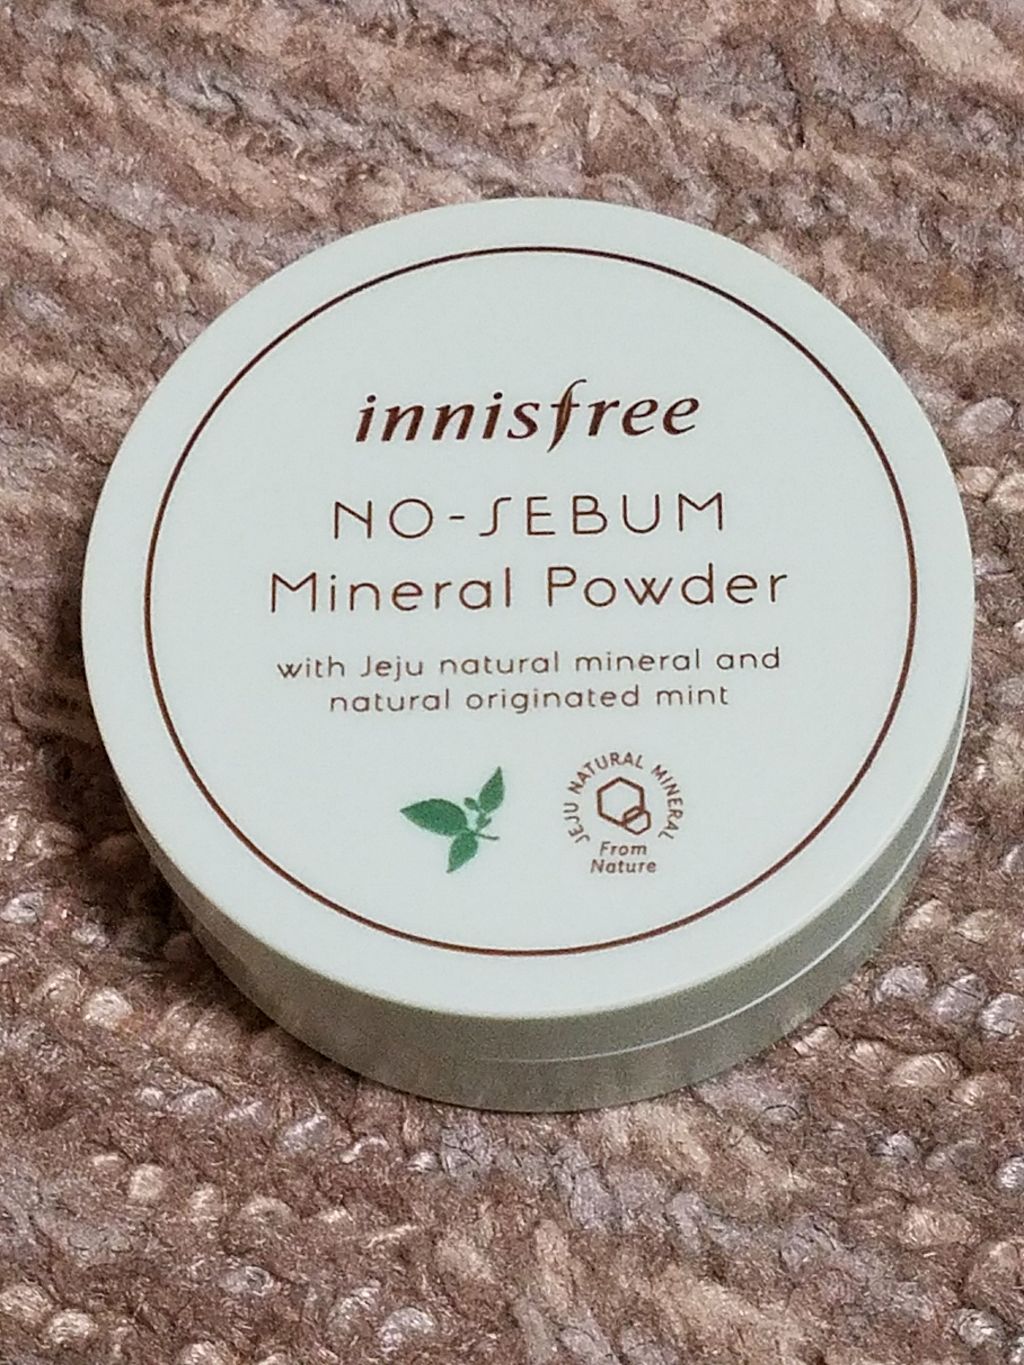 innisfree
NO-SEBUM
Mineral Powder
with Jeju natural mineral and
natural originated mint
JEJU NATURAL MINERAL
From
Nature